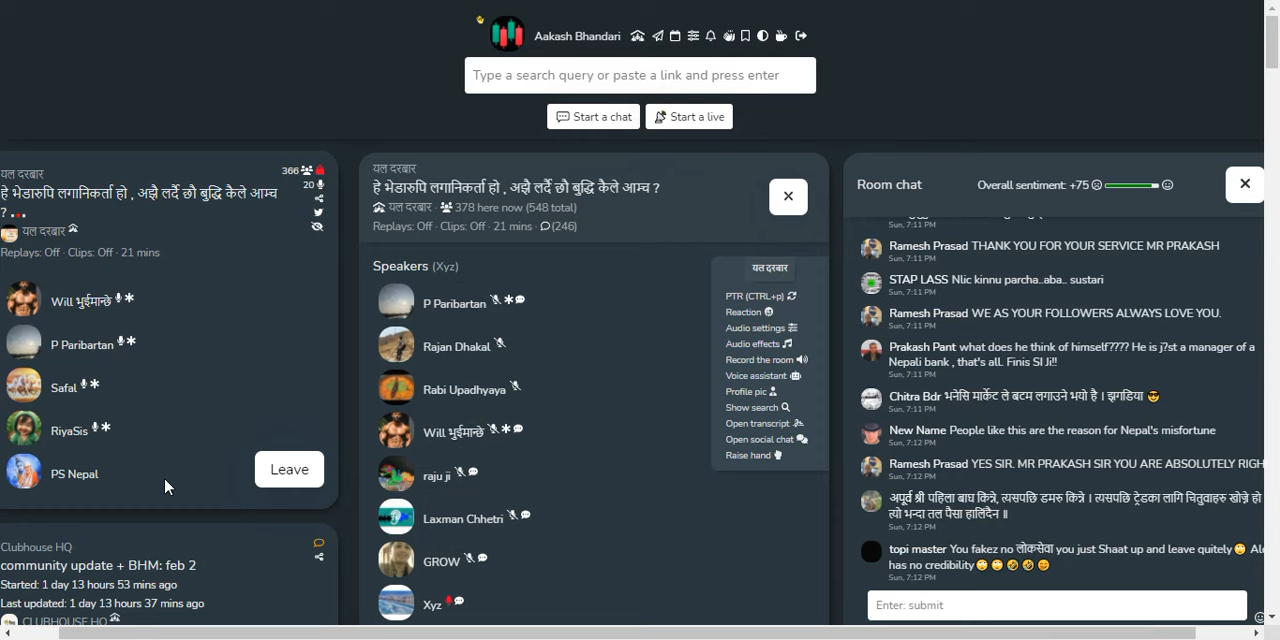 Aakash Bhandari
Type a search query or paste a link and press enter
Start a chat
Start a live
यल दरबार
366
हे भेडारुपि लगानिकर्ता हो , अझै लर्दै छौ बुद्धि कैले आम्च
20
?
यल दरबार
Replays: Off · Clips: Off · 21 mins
Will भुईमान्छे
P Paribartan
Safal
RiyaSis
PS Nepal
Leave
Clubhouse HQ
community update + BHM: feb 2
Started: 1 day 13 hours 53 mins ago
Last updated: 1 day 13 hours 37 mins ago
CLUBHOUSE HQ
यल दरबार
हे भेडारुपि लगानिकर्ता हो , अझै लर्दै छौ बुद्धि कैले आम्च ?
यल दरबार · 378 here now (548 total)
Replays: Off · Clips: Off · 21 mins · (246)
Speakers (Xyz)
P Paribartan
Rajan Dhakal
Rabi Upadhyaya
Will भुईमान्छे
raju ji
Laxman Chhetri
GROW
Xyz
यल दरबार
PTR (CTRL+p)
Reaction
Audio settings
Audio effects
Record the room
Voice assistant
Profile pic
Show search
Open transcript
Open social chat
Raise hand
Room chat
Overall sentiment: +75
Sun, 7:11 PM
Ramesh Prasad THANK YOU FOR YOUR SERVICE MR PRAKASH
Sun, 7:11 PM
STAP LASS Nlic kinnu parcha..aba.. sustari
Sun, 7:11 PM
Ramesh Prasad WE AS YOUR FOLLOWERS ALWAYS LOVE YOU.
Sun, 7:11 PM
Prakash Pant what does he think of himself???? He is j?st a manager of a
Nepali bank , that's all. Finis SI Ji!!
Sun, 7:11 PM
Chitra Bdr भनेसि मार्केट ले बटम लगाउने भयो है । झगडिया 😎
Sun, 7:11 PM
New Name People like this are the reason for Nepal's misfortune
Sun, 7:12 PM
Ramesh Prasad YES SIR. MR PRAKASH SIR YOU ARE ABSOLUTELY RIGH
Sun, 7:12 PM
अपूर्व श्री पहिला बाघ किन्ने, त्यसपछि डमरु किन्ने । त्यसपछि ट्रेडका लागि चितुवाहरु खोज्ने हो
त्यो भन्दा तल पैसा हालिँदैन ॥
Sun, 7:12 PM
topi master You fakez no लोकसेवा you just Shaat up and leave quitely🙄 Al
has no credibility🙄🙄🤣🤣😊
Sun, 7:12 PM
Enter: submit